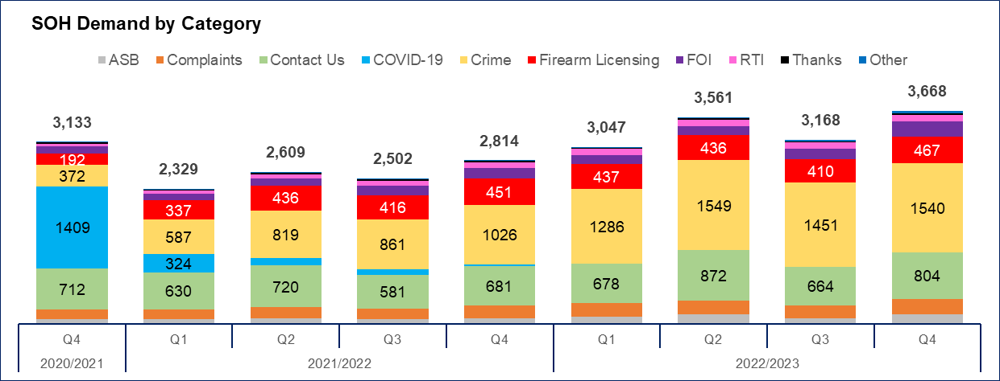 SOH Demand by Category
ASB Complaints Contact Us COVID-19 Crime Firearm Licensing FOI RTI Thanks Other
3,133 2,329 2,609 2,502 2,814 3,047 3,561 3,168 3,668
192 337 436 416 451 437 436 410 467
372 587 819 861 1026 1286 1549 1451 1540
1409 324
712 630 720 581 681 678 872 664 804
Q4 Q1 Q2 Q3 Q4 Q1 Q2 Q3 Q4
2020/2021 2021/2022 2022/2023